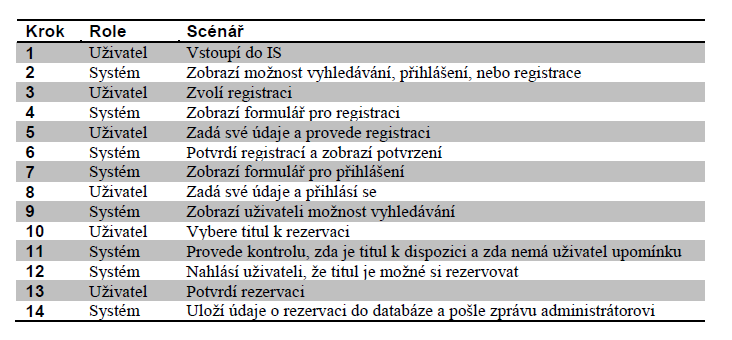 Krok Role Scénář
1 Uživatel Vstoupí do IS
2 Systém Zobrazí možnost vyhledávání, přihlášení, nebo registrace
3 Uživatel Zvolí registraci
4 Systém Zobrazí formulář pro registraci
5 Uživatel Zadá své údaje a provede registraci
6 Systém Potvrdí registrací a zobrazí potvrzení
7 Systém Zobrazí formulář pro přihlášení
8 Uživatel Zadá své údaje a přihlásí se
9 Systém Zobrazí uživateli možnost vyhledávání
10 Uživatel Vybere titul k rezervaci
11 Systém Provede kontrolu, zda je titul k dispozici a zda nemá uživatel upomínku
12 Systém Nahlásí uživateli, že titul je možné si rezervovat
13 Uživatel Potvrdí rezervaci
14 Systém Uloží údaje o rezervaci do databáze a pošle zprávu administrátorovi